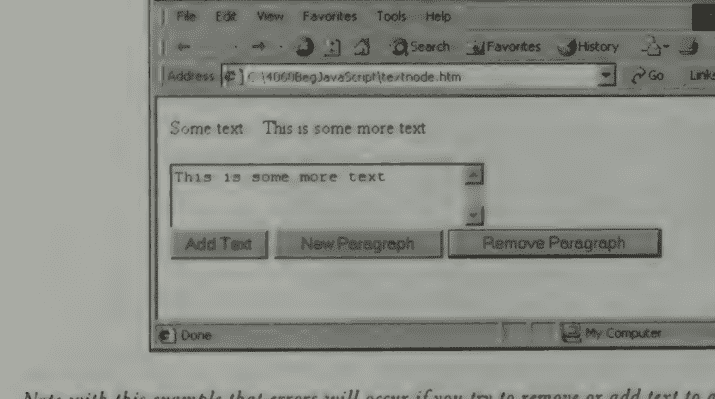 File Edit View Favorites Tools Help
Search Favorites History
Address C:\4060BegJavaScript\textnode.htm Go Links
Some text This is some more text
This is some more text
Add Text New Paragraph Remove Paragraph
Done My Computer
Note with this example that errors will occur if you try to remove or add text to a